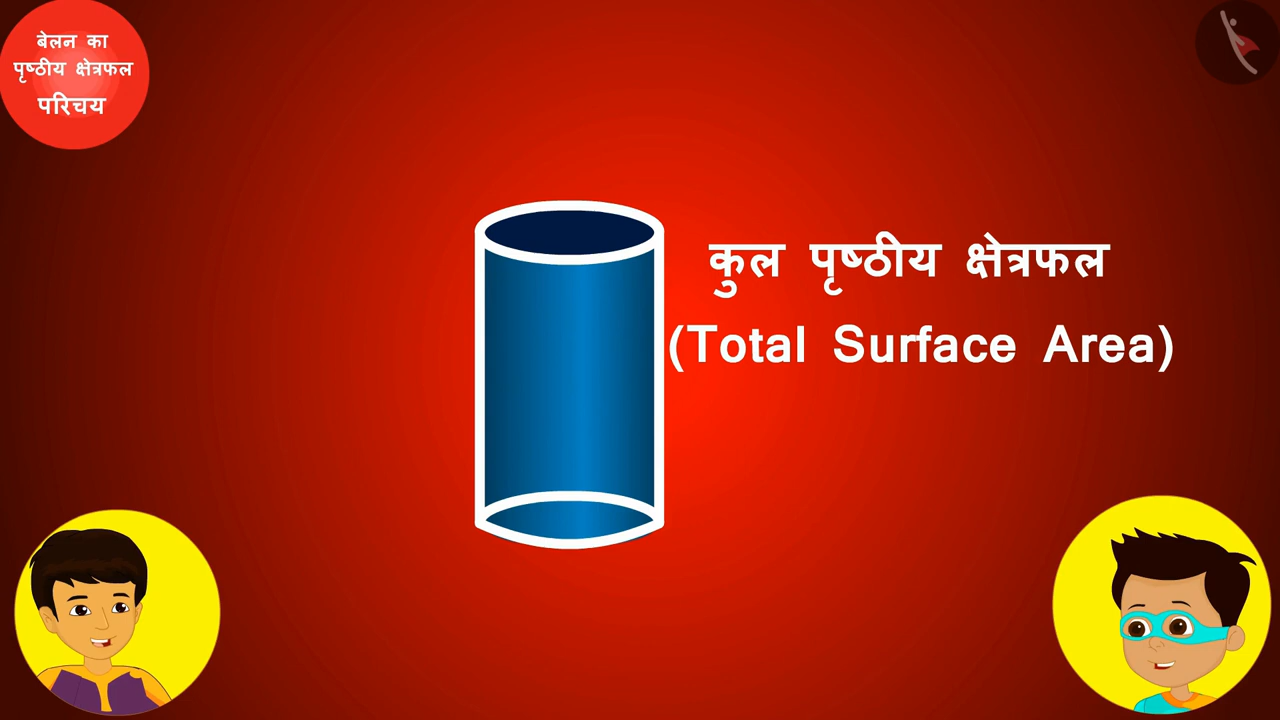 बेलन का
पृष्ठीय क्षेत्रफल
परिचय
कुल पृष्ठीय क्षेत्रफल
(Total Surface Area)